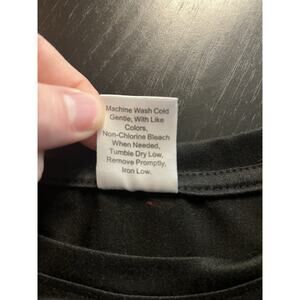 Machine Wash Cold
Gentle, With Like
Colors,
Non-Chlorine Bleach
When Needed,
Tumble Dry Low,
Remove Promptly,
Iron Low.